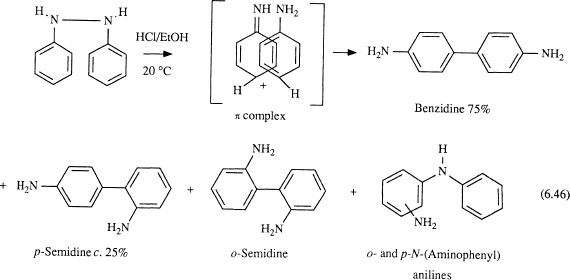 H H
N N
HCl/EtOH
20 °C
NH NH₂
H + H
π complex
H₂N NH₂
Benzidine 75%
+ H₂N
H₂N
p-Semidine c. 25%
+
NH₂
H₂N
o-Semidine
+
H
N
NH₂
(6.46)
o- and p-N-(Aminophenyl)
anilines